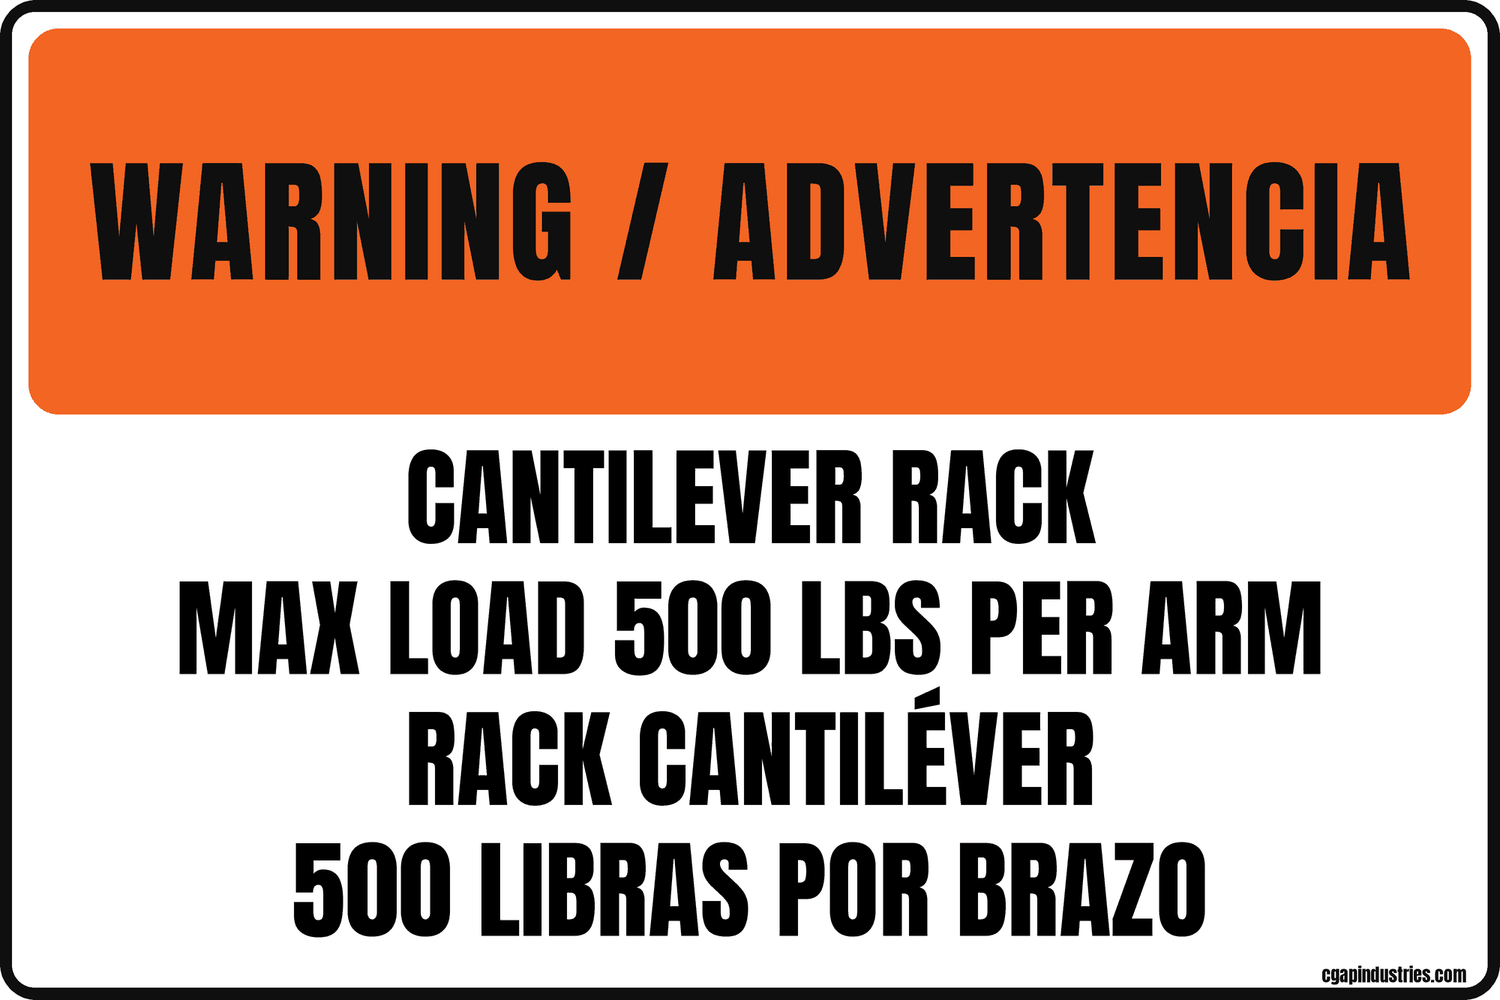 WARNING / ADVERTENCIA
CANTILEVER RACK
MAX LOAD 500 LBS PER ARM
RACK CANTILÉVER
500 LIBRAS POR BRAZO
cgapindustries.com